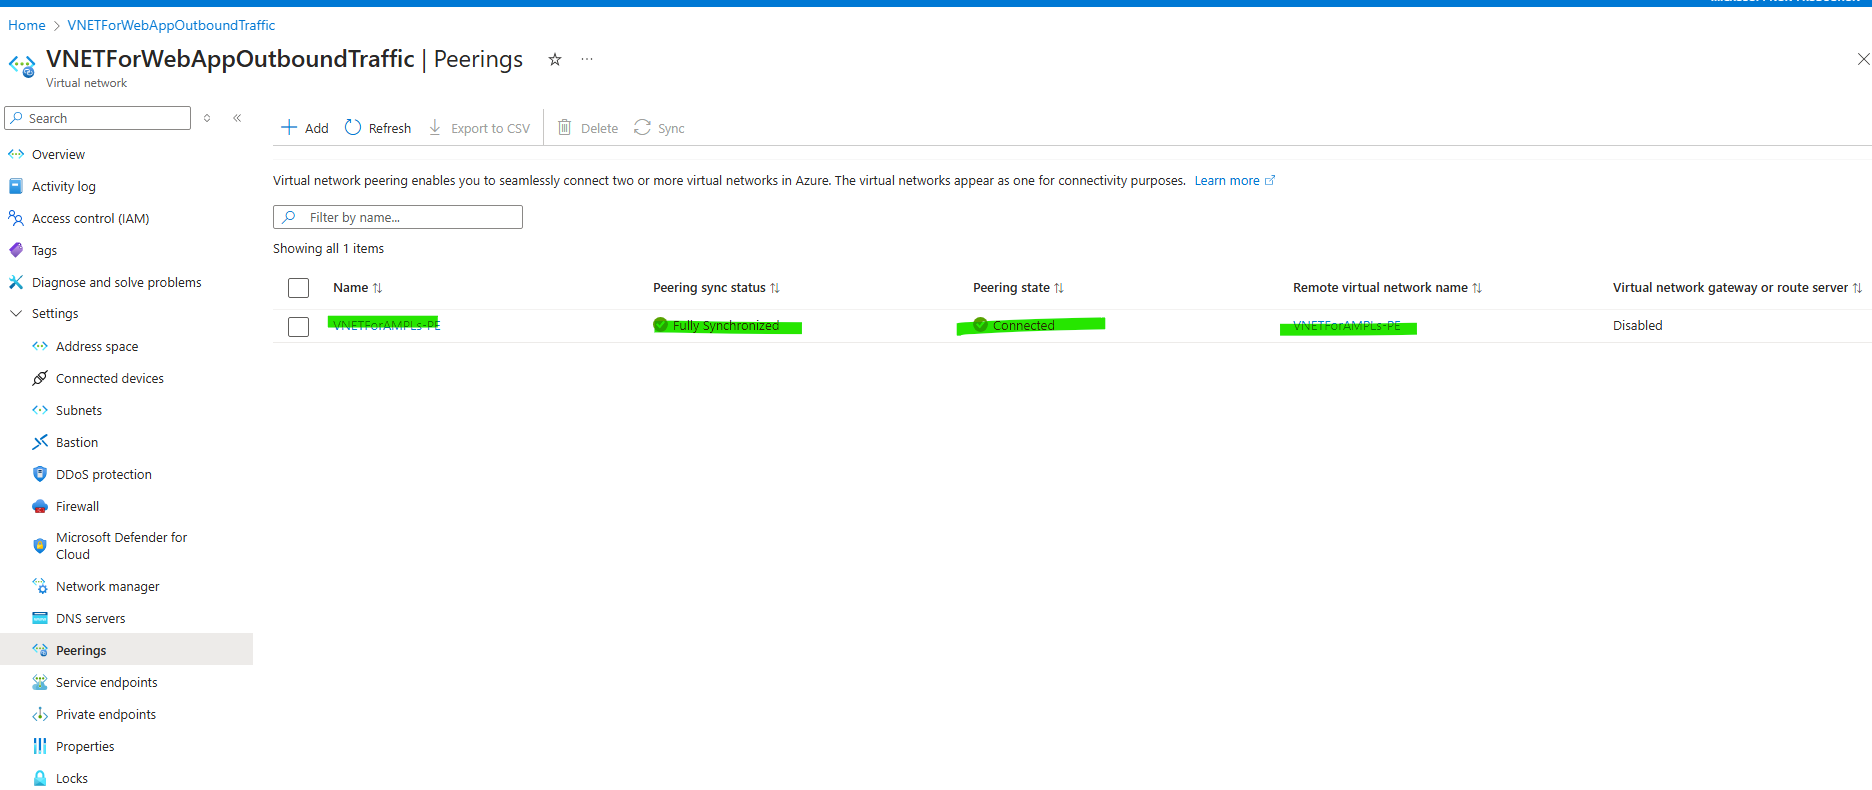 Home > VNETForWebAppOutboundTraffic
VNETForWebAppOutboundTraffic | Peerings
Virtual network
Search
Add
Refresh
Export to CSV
Delete
Sync
Overview
Activity log
Access control (IAM)
Tags
Diagnose and solve problems
Settings
Address space
Connected devices
Subnets
Bastion
DDoS protection
Firewall
Microsoft Defender for
Cloud
Network manager
DNS servers
Peerings
Service endpoints
Private endpoints
Properties
Locks
Virtual network peering enables you to seamlessly connect two or more virtual networks in Azure. The virtual networks appear as one for connectivity purposes. Learn more
Filter by name...
Showing all 1 items
Name
Peering sync status
Peering state
Remote virtual network name
Virtual network gateway or route server
VNETForAMPLs-PE
Fully Synchronized
Connected
VNETForAMPLs-PE
Disabled